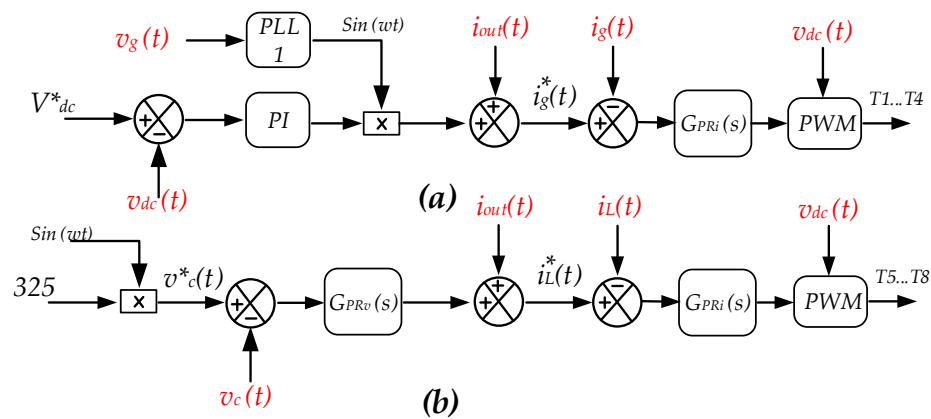 v_g(t)
PLL
1
Sin(wt)
i_out(t)
i_g(t)
v_dc(t)
V*_dc
+
−
PI
x
+
+
i*_g(t)
−
+
G_PRi(s)
PWM
T1...T4
v_dc(t)
(a)
i_out(t)
i_L(t)
v_dc(t)
Sin(wt)
325
x
v*_c(t)
+
−
G_PRv(s)
+
+
i*_L(t)
−
+
G_PRi(s)
PWM
T5...T8
v_c(t)
(b)